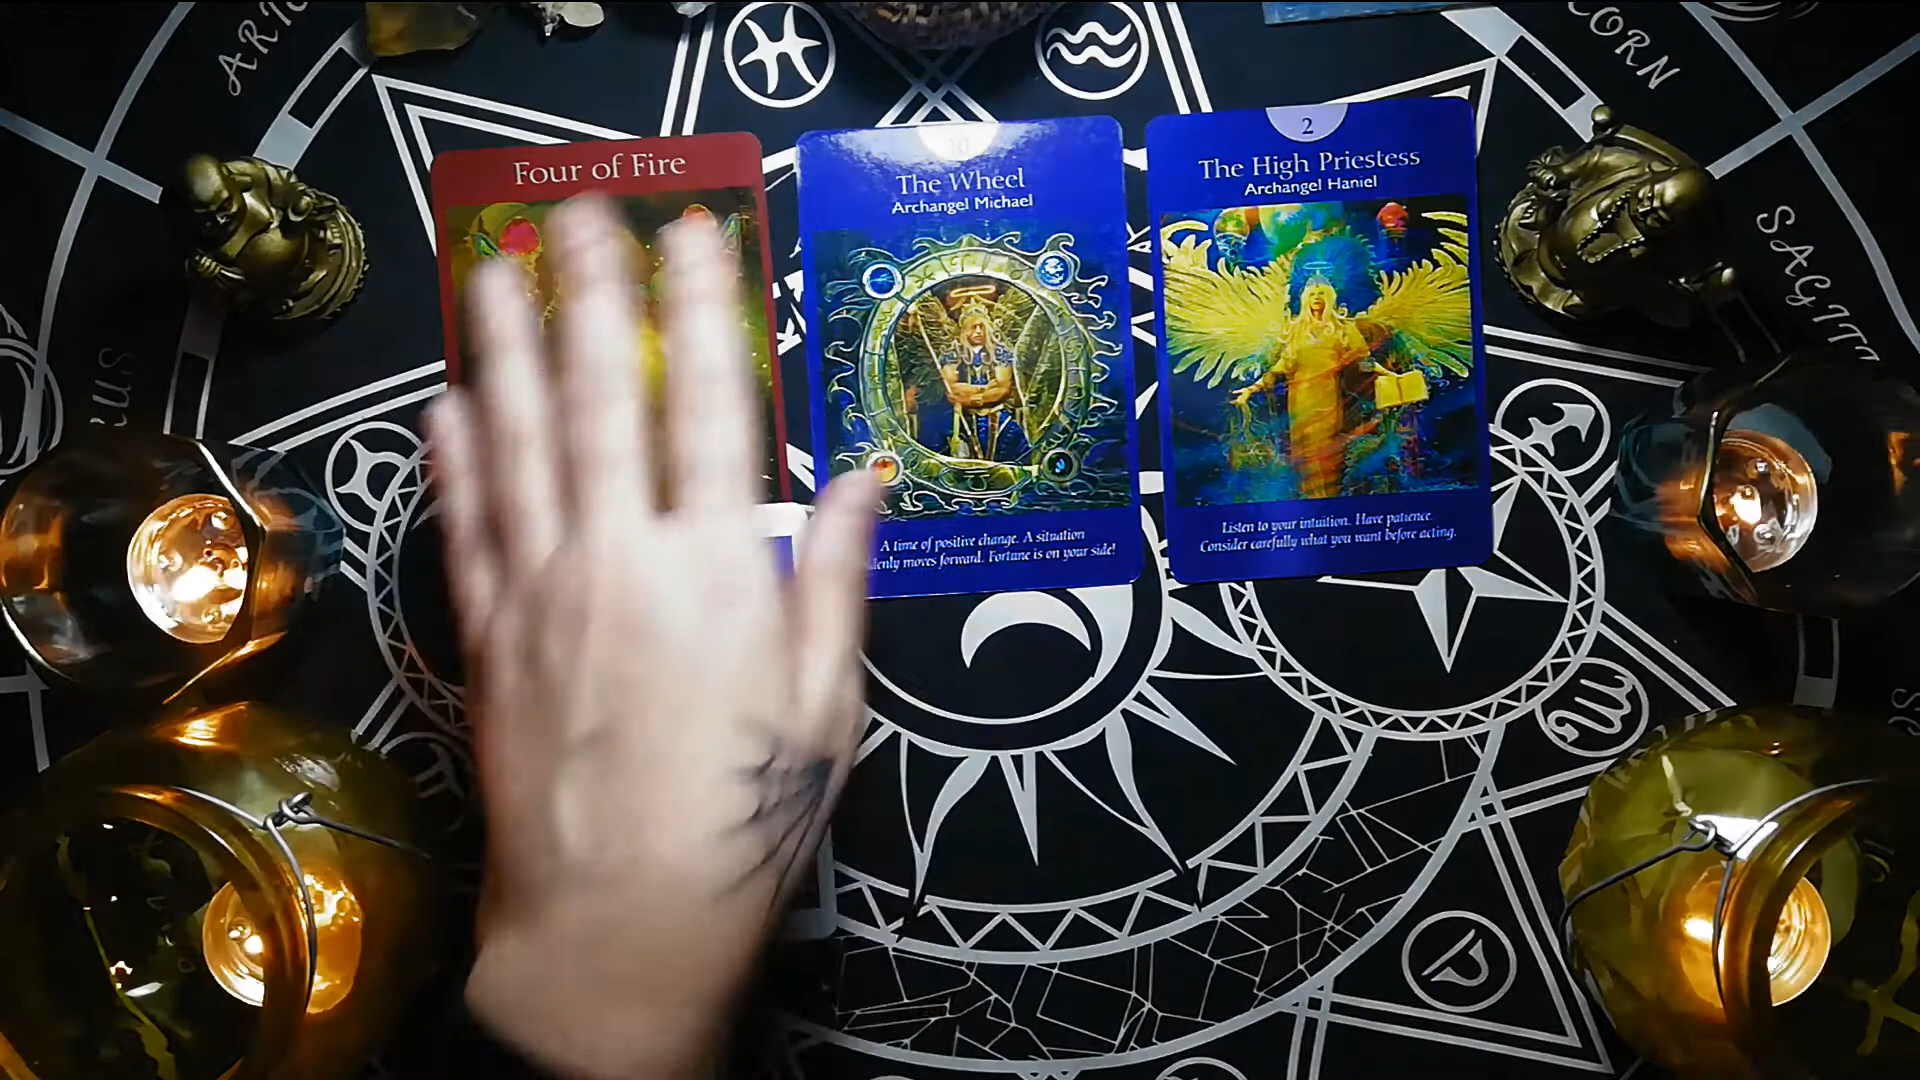 Four of Fire
10
The Wheel
Archangel Michael
A time of positive change. A situation
denly moves forward. Fortune is on your side!
2
The High Priestess
Archangel Haniel
Listen to your intuition. Have patience.
Consider carefully what you want before acting.
CORN
SAGITT